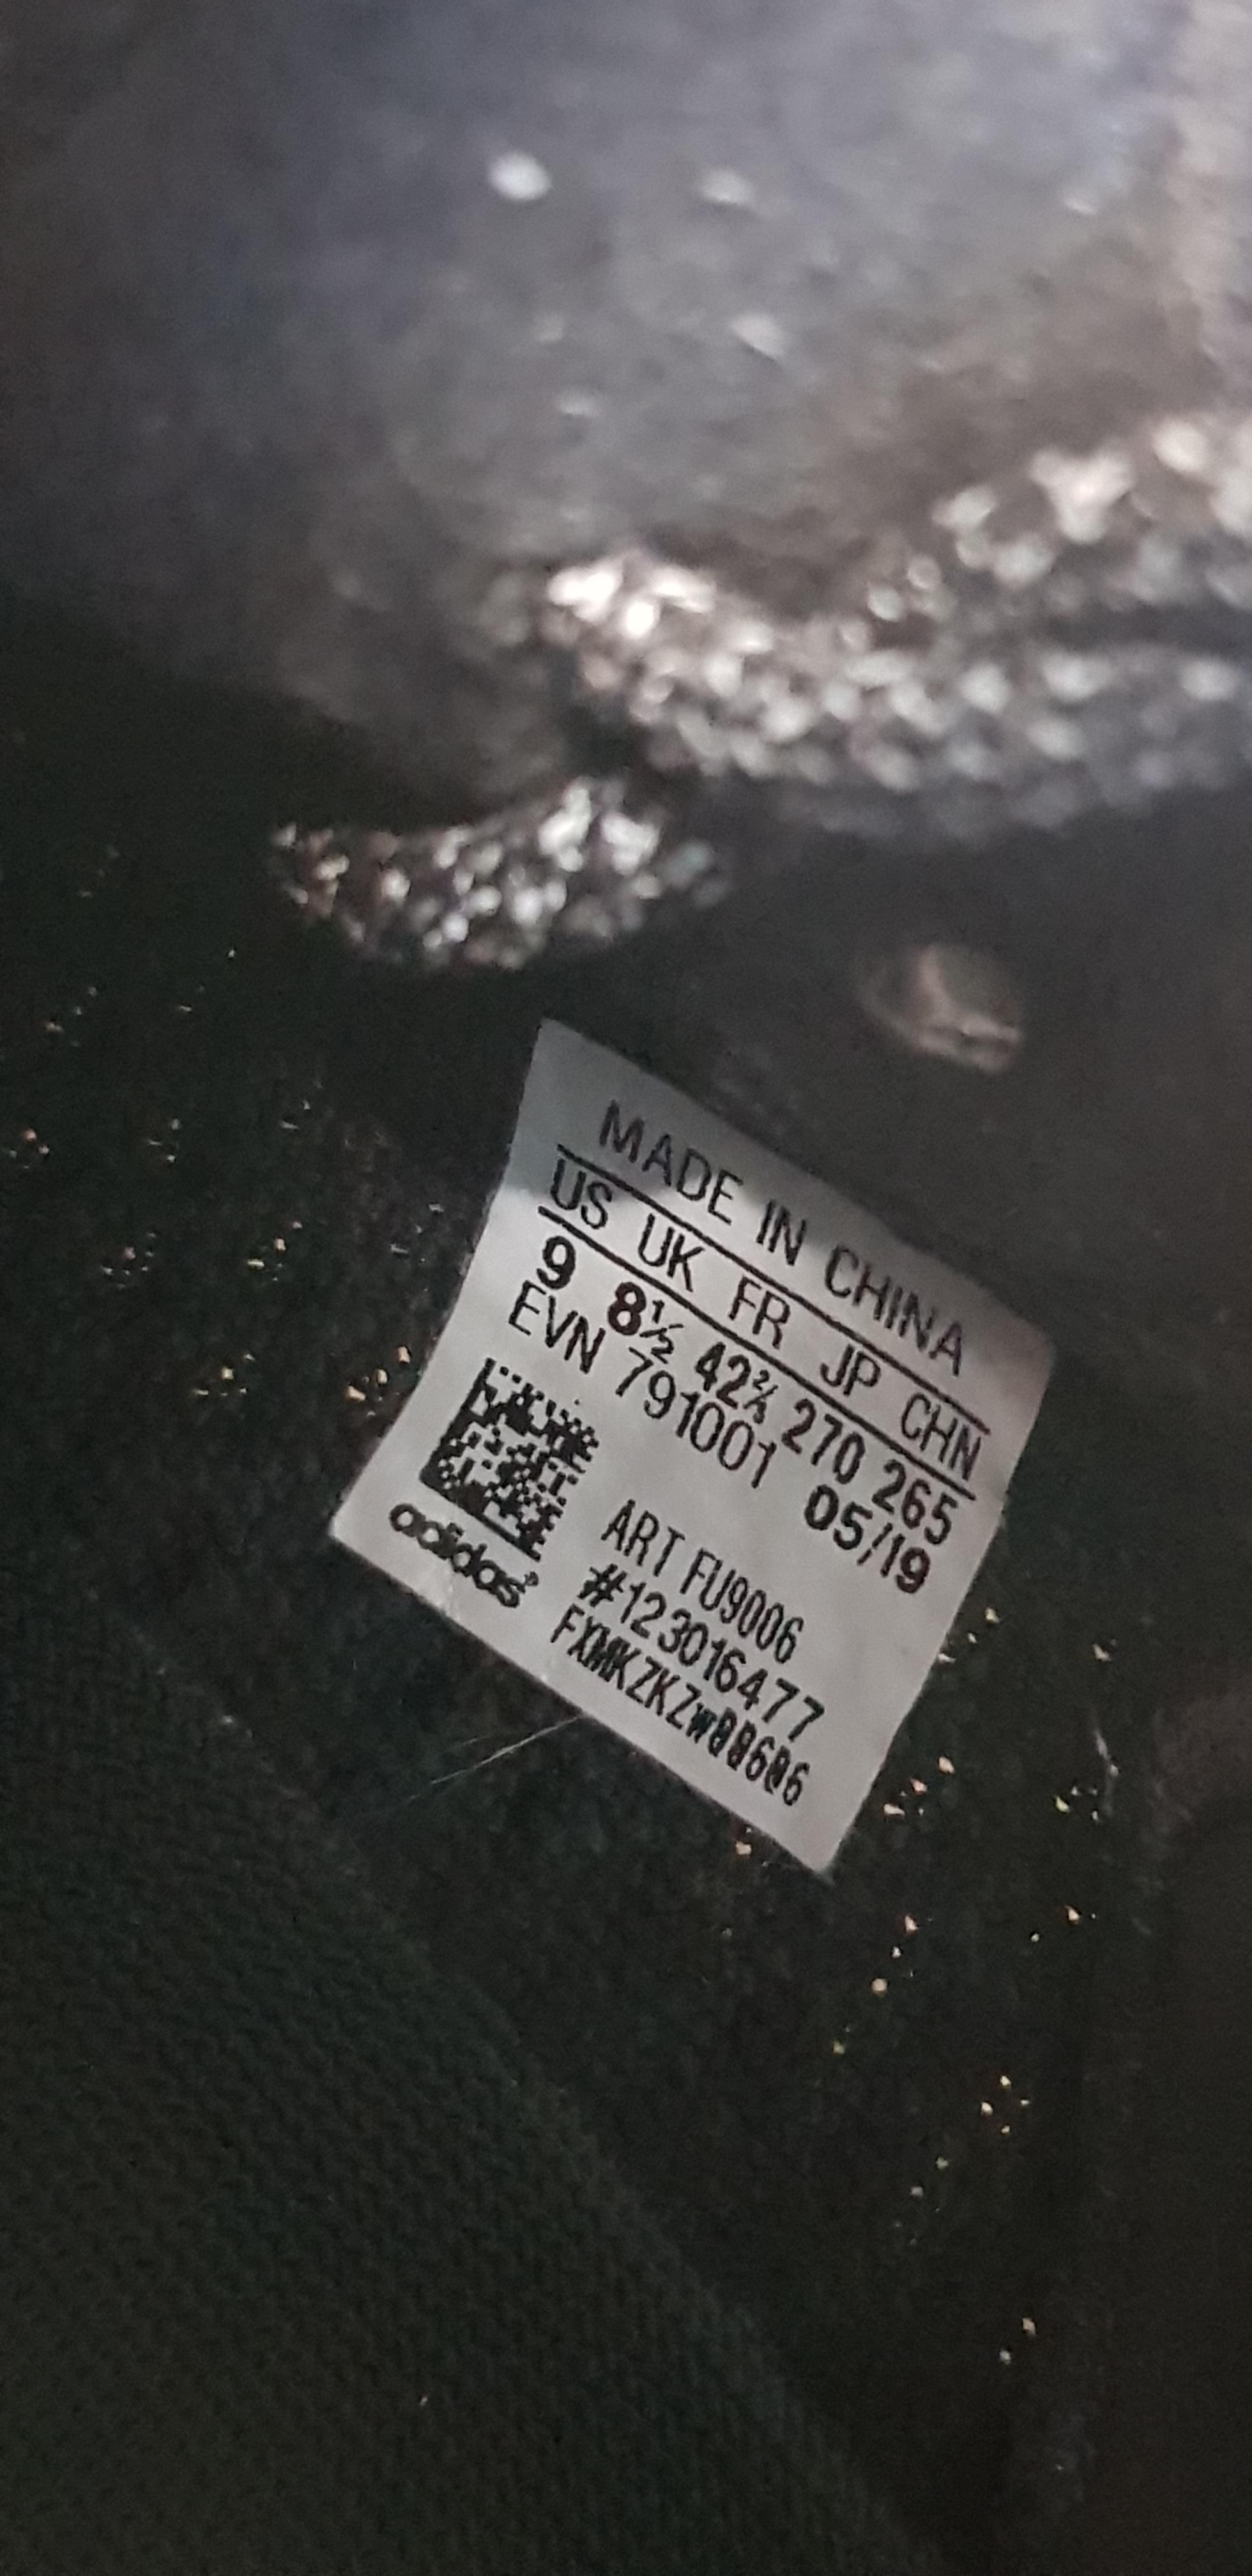 MADE IN CHINA
US UK FR JP CHN
9 8½ 42⅔ 270 265
EVN 791001 05/19
ART FU9006
#123016477
FXMKZKZW00606
adidas®